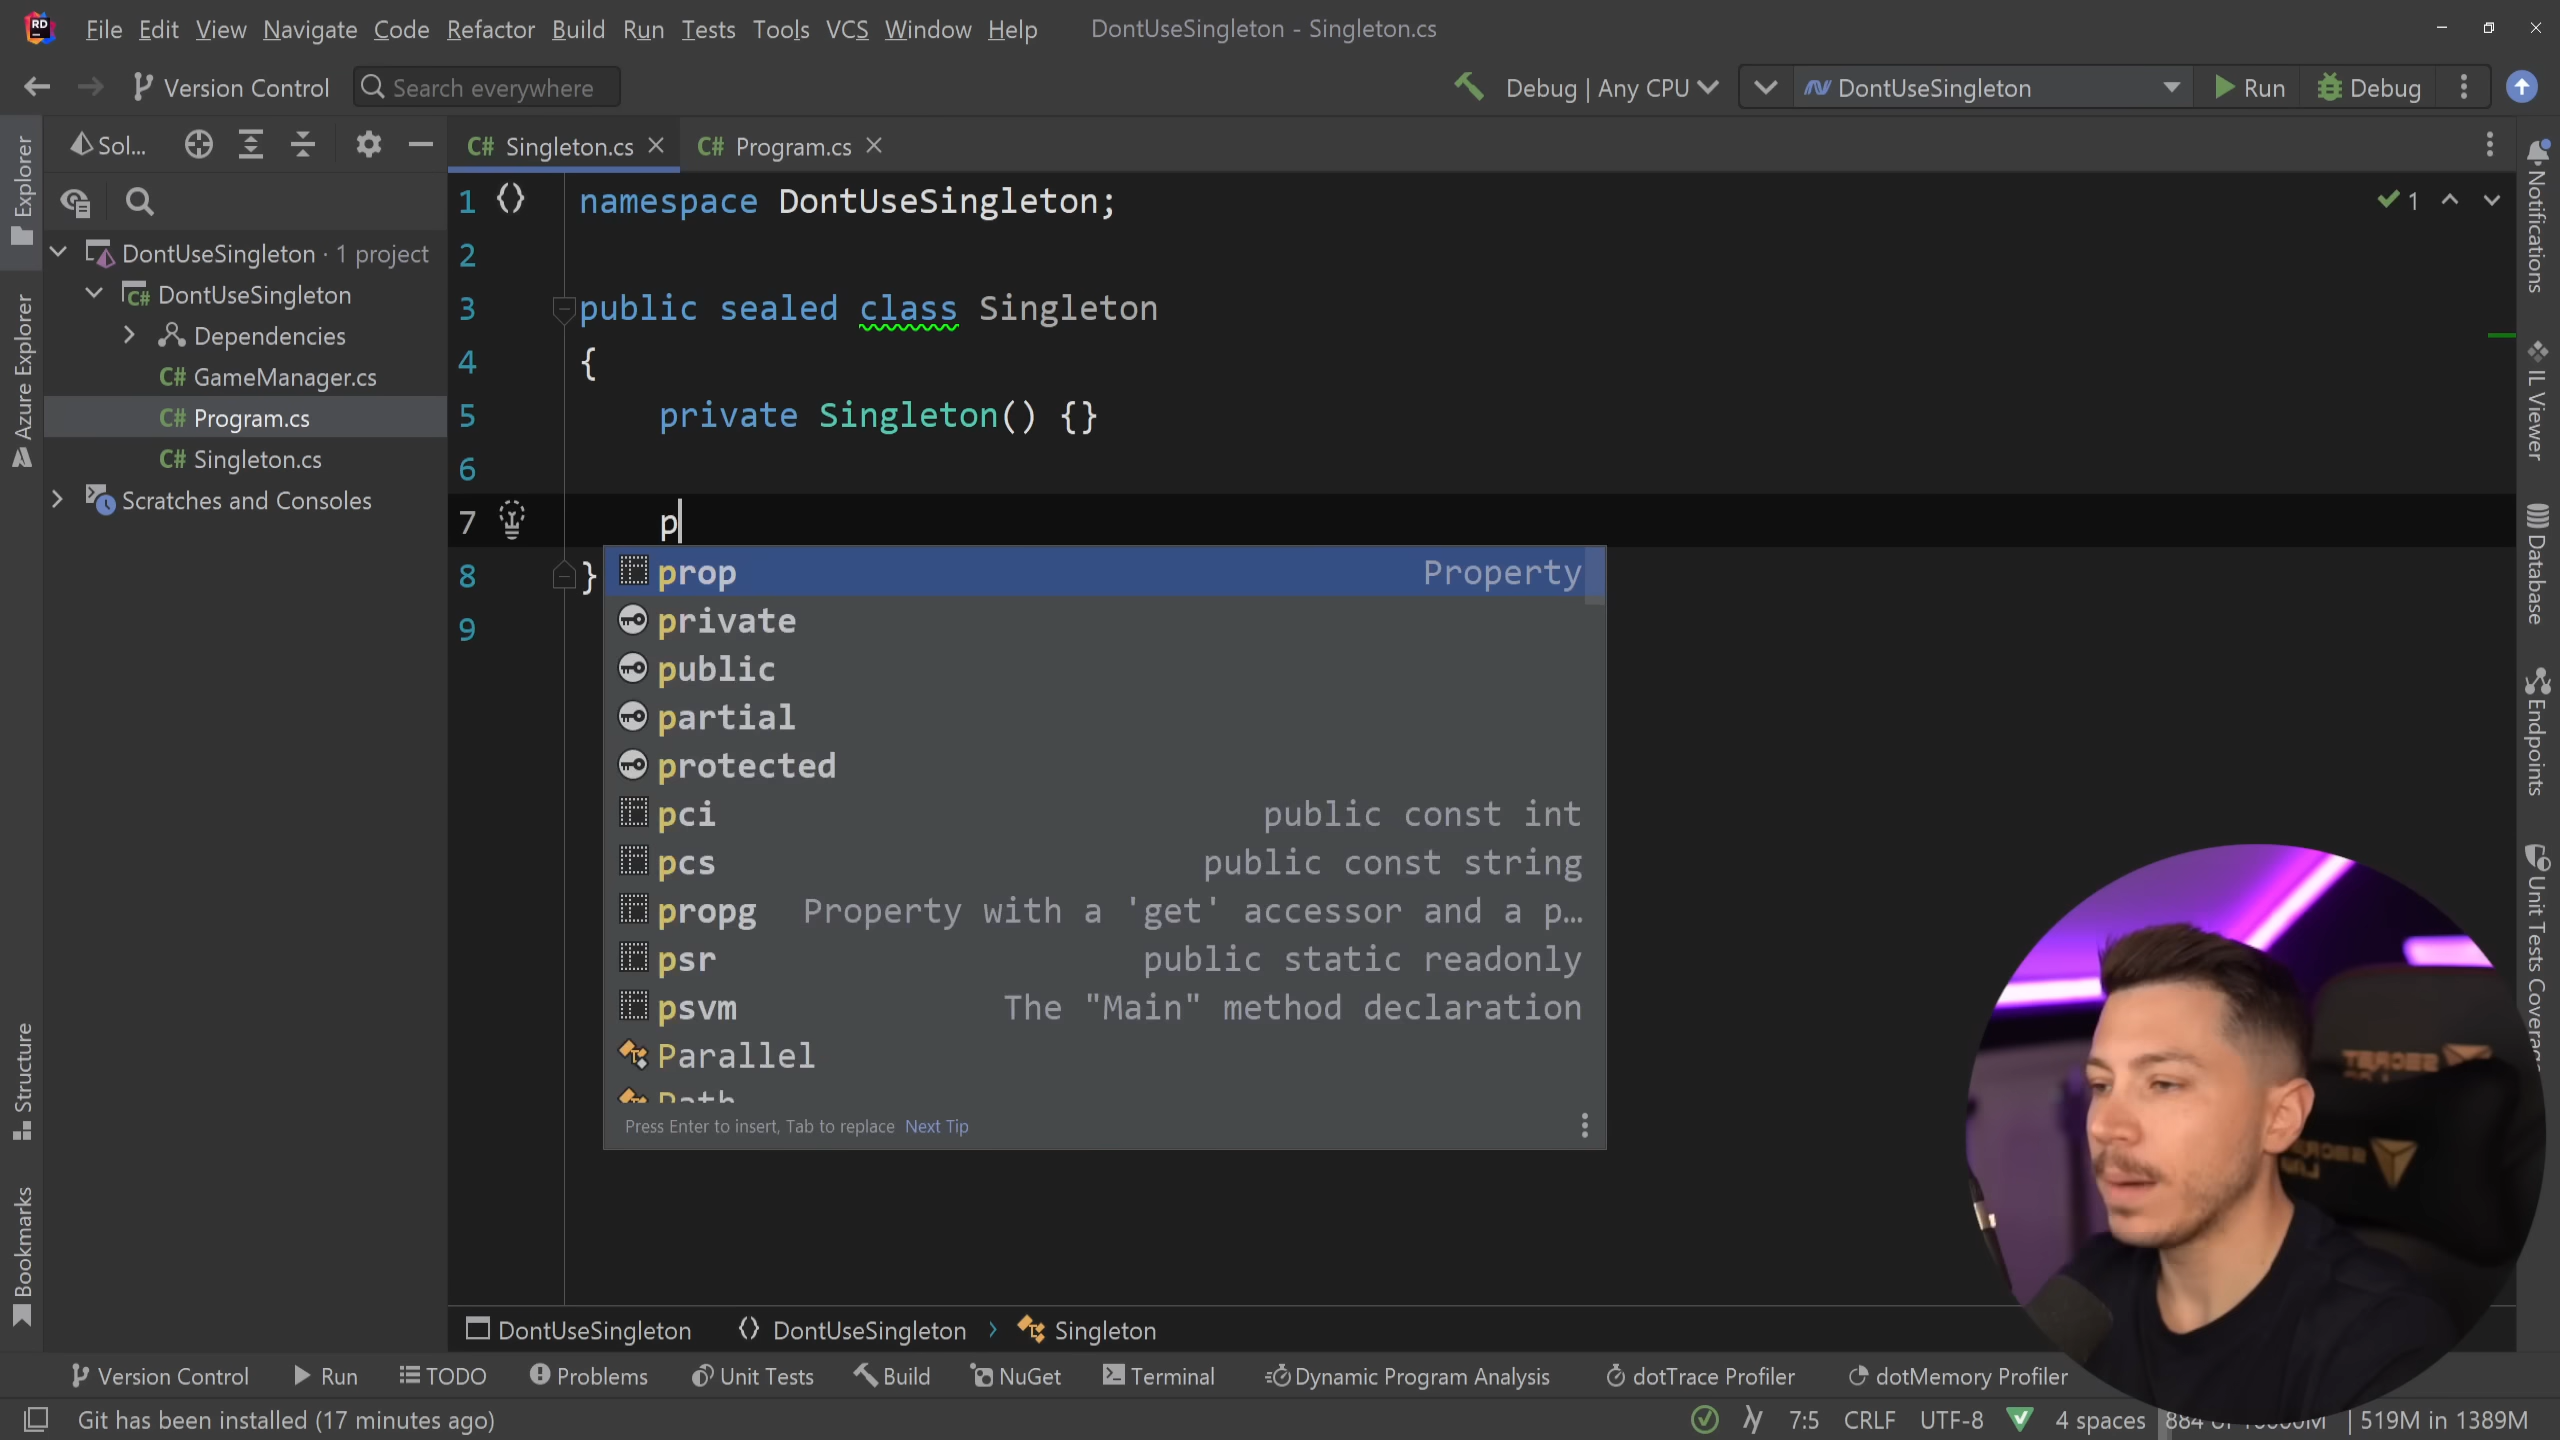 RD
File Edit View Navigate Code Refactor Build Run Tests Tools VCS Window Help DontUseSingleton - Singleton.cs
Version Control Search everywhere Debug | Any CPU DontUseSingleton Run Debug
Sol... C# Singleton.cs C# Program.cs
Explorer
Azure Explorer
Structure
Bookmarks
DontUseSingleton · 1 project
C# DontUseSingleton
Dependencies
C# GameManager.cs
C# Program.cs
C# Singleton.cs
Scratches and Consoles
1 {} namespace DontUseSingleton;
1
2
3 public sealed class Singleton
4 {
5 private Singleton() {}
6
7 p
8 }
9
prop Property
private
public
partial
protected
pci public const int
pcs public const string
propg Property with a 'get' accessor and a p...
psr public static readonly
psvm The "Main" method declaration
Parallel
Path
Press Enter to insert, Tab to replace Next Tip
Notifications
IL Viewer
Database
Endpoints
Unit Tests Coverage
DontUseSingleton {} DontUseSingleton › Singleton
Version Control Run TODO Problems Unit Tests Build NuGet Terminal Dynamic Program Analysis dotTrace Profiler dotMemory Profiler
Git has been installed (17 minutes ago) 7:5 CRLF UTF-8 4 spaces 519M in 1389M